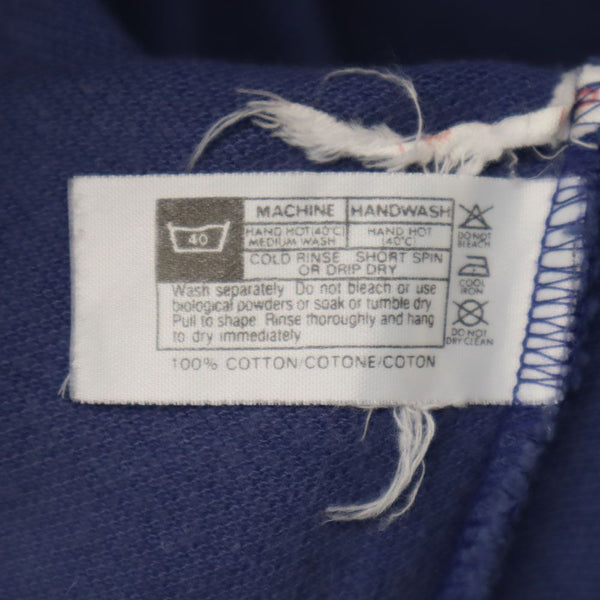 40
MACHINE HANDWASH
HAND HOT(40°C) HAND HOT
MEDIUM WASH (40°C)
COLD RINSE SHORT SPIN
OR DRIP DRY
Wash separately Do not bleach or use
biological powders or soak or tumble dry
Pull to shape. Rinse thoroughly and hang
to dry immediately
100% COTTON/COTONE/COTON
DO NOT
BLEACH
COOL
IRON
DO NOT
DRY CLEAN